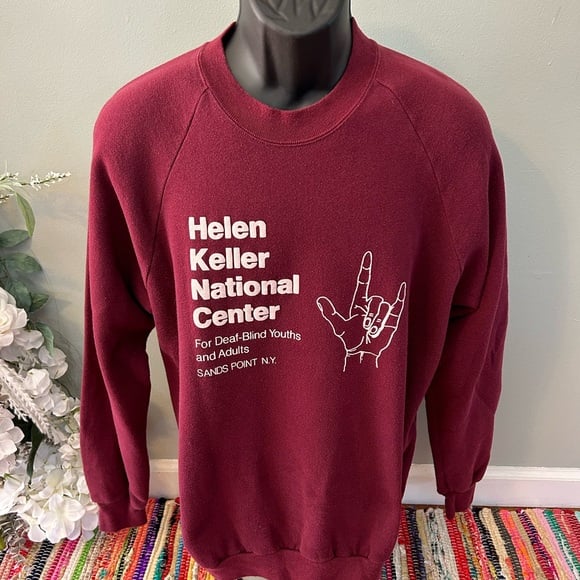 Helen
Keller
National
Center
For Deaf-Blind Youths
and Adults
SANDS POINT N.Y.